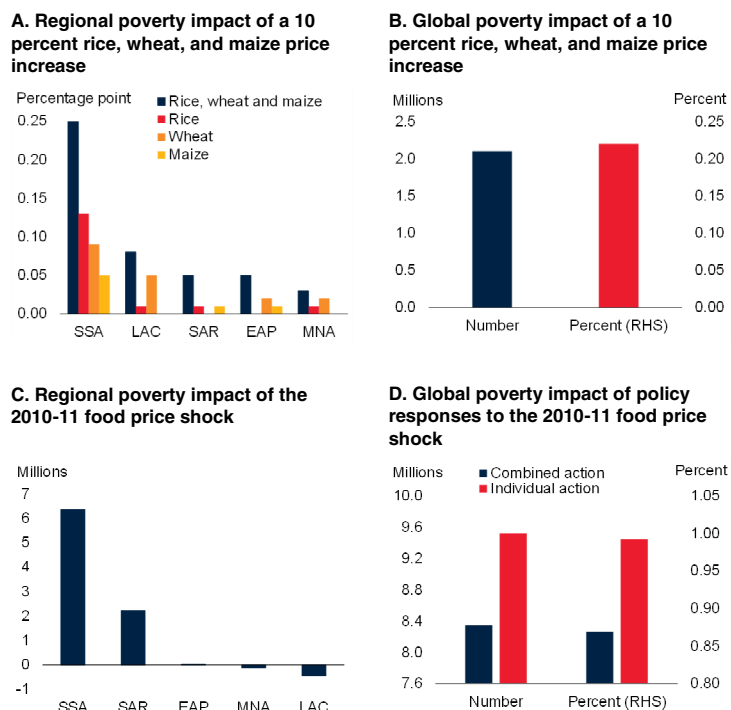 A. Regional poverty impact of a 10
percent rice, wheat, and maize price
increase
Percentage point
Rice, wheat and maize
Rice
Wheat
Maize
0.25
0.20
0.15
0.10
0.05
0.00
SSA LAC SAR EAP MNA
B. Global poverty impact of a 10
percent rice, wheat, and maize price
increase
Millions Percent
2.5 0.25
2.0 0.20
1.5 0.15
1.0 0.10
0.5 0.05
0.0 0.00
Number Percent (RHS)
C. Regional poverty impact of the
2010-11 food price shock
Millions
7
6
5
4
3
2
1
0
-1
SSA SAR EAP MNA LAC
D. Global poverty impact of policy
responses to the 2010-11 food price
shock
Millions Percent
Combined action
Individual action
10.0 1.05
9.6 1.00
9.2 0.95
8.8 0.90
8.4 0.85
8.0 0.80
7.6
Number Percent (RHS)